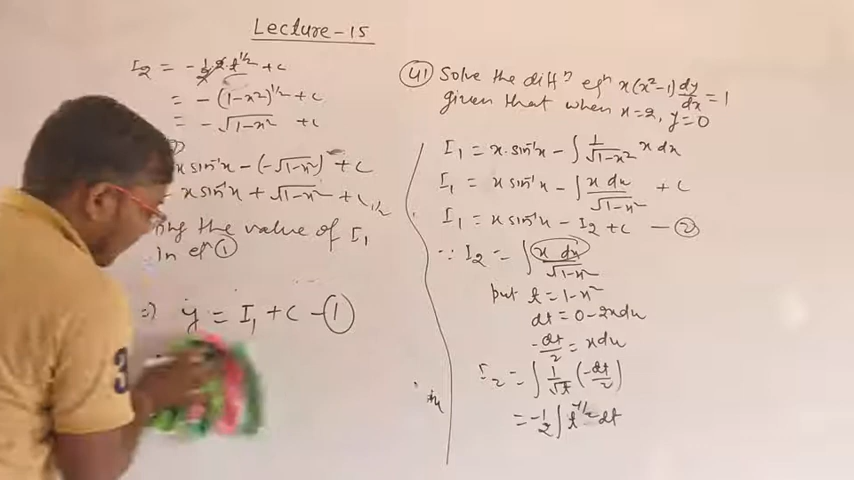 Lecture-15
I₂ = -½·2·t^1/2 + c
= -(1-x²)^1/2 + c
= -√1-x² + c
x sin⁻¹x - (-√1-x²) + c
x sin⁻¹x + √1-x² + c
the value of I₁
in eqⁿ ①
=) y = I₁ + c - ①
(41) Solve the diffⁿ eqⁿ x(x²-1) dy/dx = 1
given that when x=2, y=0
I₁ = x·sin⁻¹x - ∫ 1/√1-x² x dx
I₁ = x sin⁻¹x - ∫ x dx/√1-x² + c
I₁ = x sin⁻¹x - I₂ + c - ②
∵ I₂ = ∫ x dx/√1-x²
put t = 1-x²
dt = 0-2xdx
-dt/2 = xdx
I₂ = ∫ 1/√t (-dt/2)
= -1/2 ∫ t^-1/2 dt
3